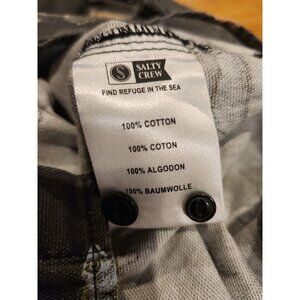 S SALTY
CREW
FIND REFUGE IN THE SEA
100% COTTON
100% COTON
100% ALGODON
100% BAUMWOLLE